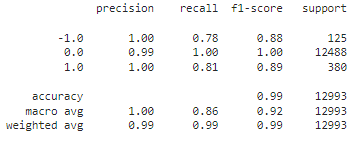 precision recall f1-score support
-1.0 1.00 0.78 0.88 125
0.0 0.99 1.00 1.00 12488
1.0 1.00 0.81 0.89 380
accuracy 0.99 12993
macro avg 1.00 0.86 0.92 12993
weighted avg 0.99 0.99 0.99 12993